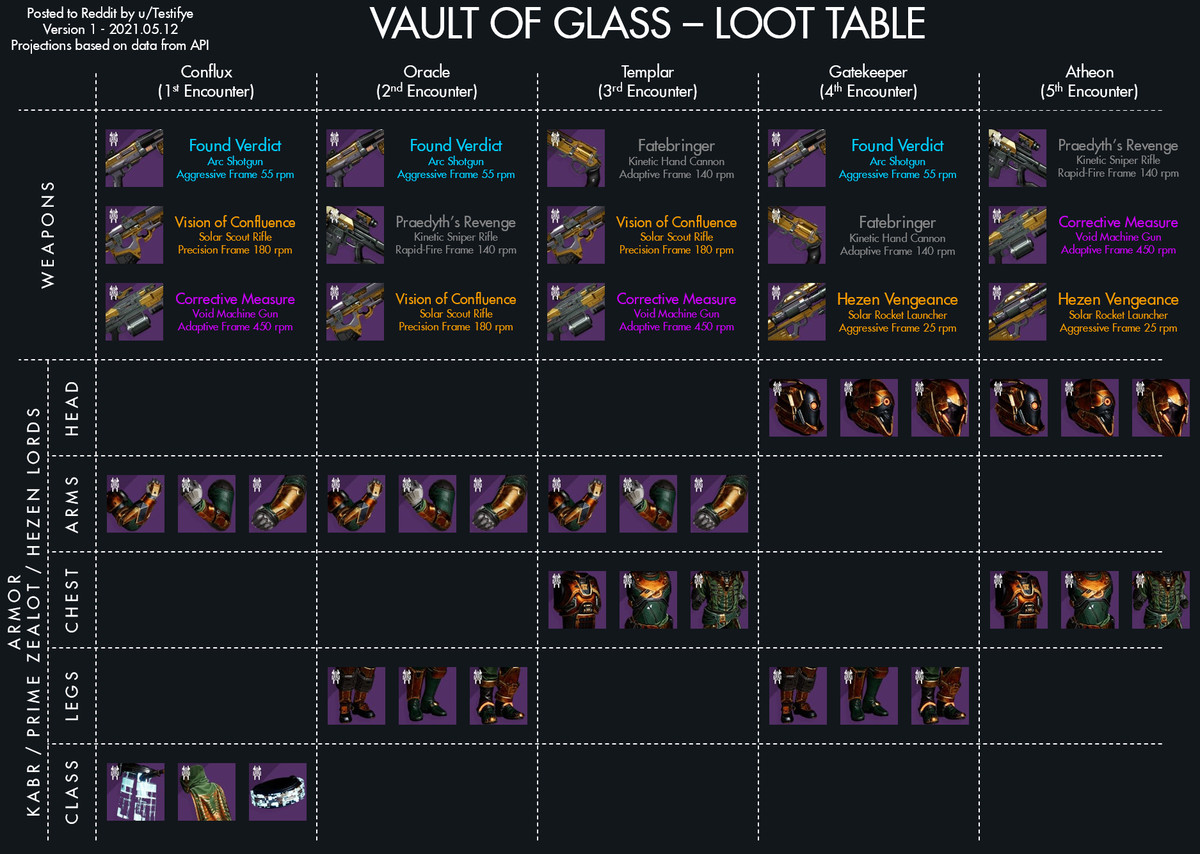 Posted to Reddit by u/Testifye
Version 1 - 2021.05.12
Projections based on data from API
VAULT OF GLASS – LOOT TABLE
Conflux
(1st Encounter)
Oracle
(2nd Encounter)
Templar
(3rd Encounter)
Gatekeeper
(4th Encounter)
Atheon
(5th Encounter)
WEAPONS
Found Verdict
Arc Shotgun
Aggressive Frame 55 rpm
Found Verdict
Arc Shotgun
Aggressive Frame 55 rpm
Fatebringer
Kinetic Hand Cannon
Adaptive Frame 140 rpm
Found Verdict
Arc Shotgun
Aggressive Frame 55 rpm
Praedyth's Revenge
Kinetic Sniper Rifle
Rapid-Fire Frame 140 rpm
Vision of Confluence
Solar Scout Rifle
Precision Frame 180 rpm
Praedyth's Revenge
Kinetic Sniper Rifle
Rapid-Fire Frame 140 rpm
Vision of Confluence
Solar Scout Rifle
Precision Frame 180 rpm
Fatebringer
Kinetic Hand Cannon
Adaptive Frame 140 rpm
Corrective Measure
Void Machine Gun
Adaptive Frame 450 rpm
Corrective Measure
Void Machine Gun
Adaptive Frame 450 rpm
Vision of Confluence
Solar Scout Rifle
Precision Frame 180 rpm
Corrective Measure
Void Machine Gun
Adaptive Frame 450 rpm
Hezen Vengeance
Solar Rocket Launcher
Aggressive Frame 25 rpm
Hezen Vengeance
Solar Rocket Launcher
Aggressive Frame 25 rpm
ARMOR
KABR / PRIME ZEALOT / HEZEN LORDS
HEAD
ARMS
CHEST
LEGS
CLASS